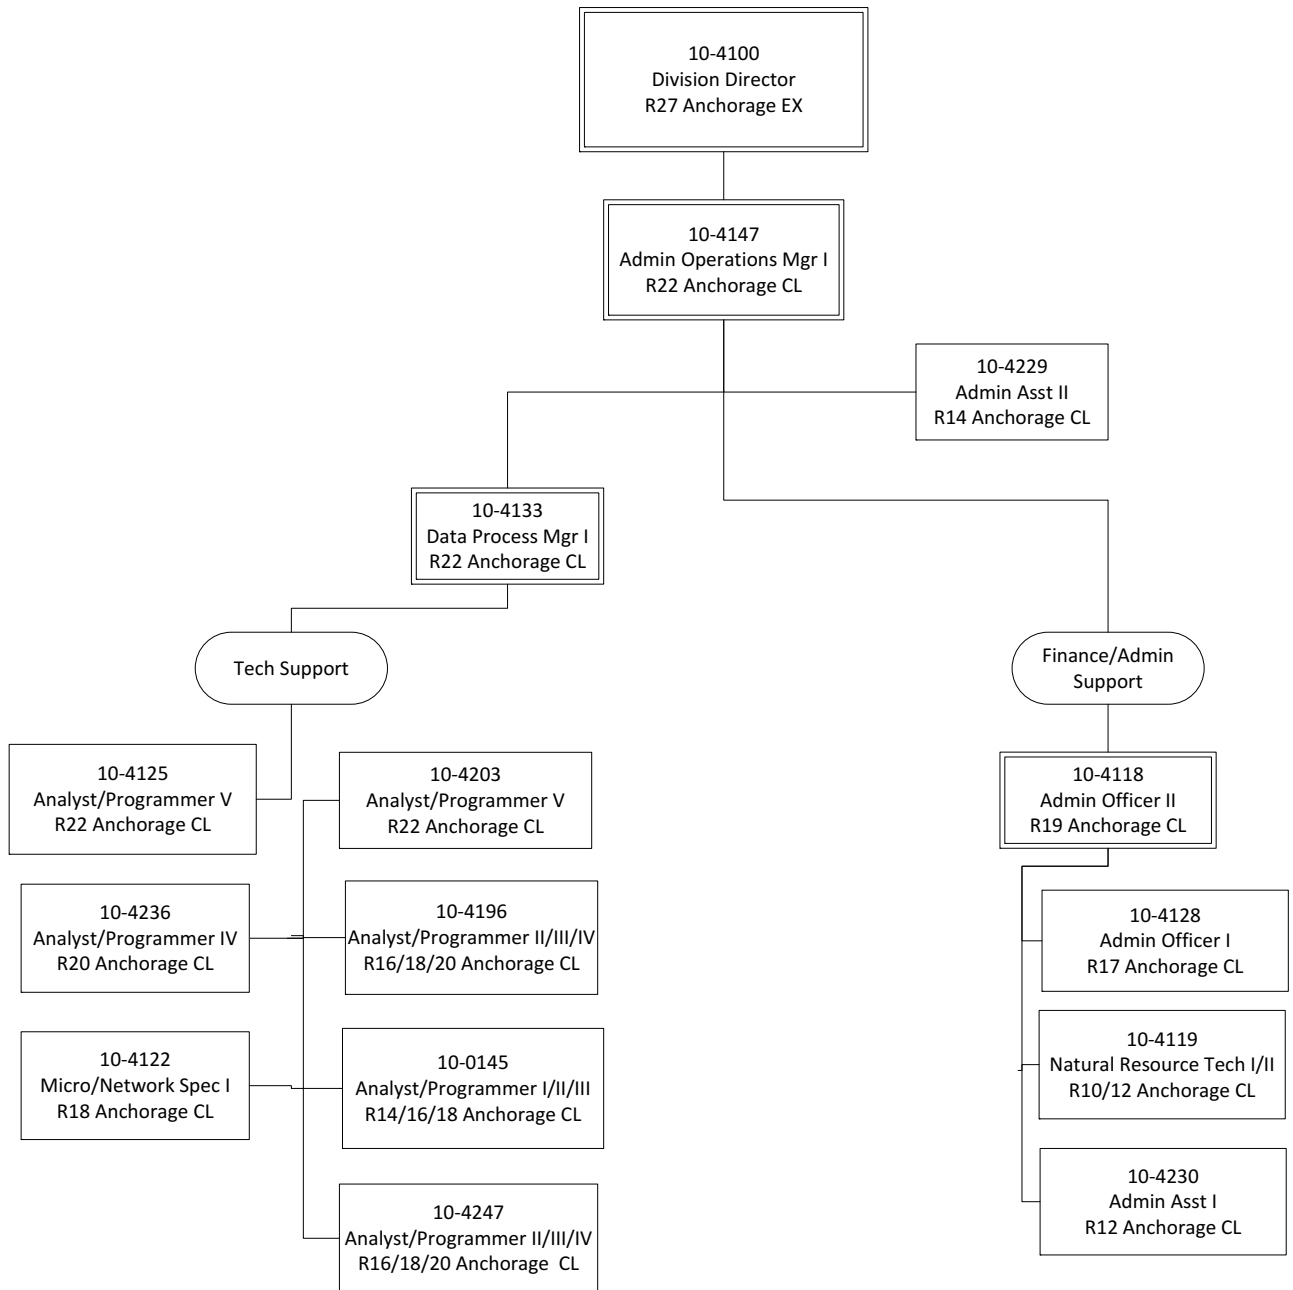 10-4100
Division Director
R27 Anchorage EX
10-4147
Admin Operations Mgr I
R22 Anchorage CL
10-4229
Admin Asst II
R14 Anchorage CL
10-4133
Data Process Mgr I
R22 Anchorage CL
Tech Support
Finance/Admin
Support
10-4125
Analyst/Programmer V
R22 Anchorage CL
10-4203
Analyst/Programmer V
R22 Anchorage CL
10-4118
Admin Officer II
R19 Anchorage CL
10-4236
Analyst/Programmer IV
R20 Anchorage CL
10-4196
Analyst/Programmer II/III/IV
R16/18/20 Anchorage CL
10-4128
Admin Officer I
R17 Anchorage CL
10-4122
Micro/Network Spec I
R18 Anchorage CL
10-0145
Analyst/Programmer I/II/III
R14/16/18 Anchorage CL
10-4119
Natural Resource Tech I/II
R10/12 Anchorage CL
10-4247
Analyst/Programmer II/III/IV
R16/18/20 Anchorage  CL
10-4230
Admin Asst I
R12 Anchorage CL